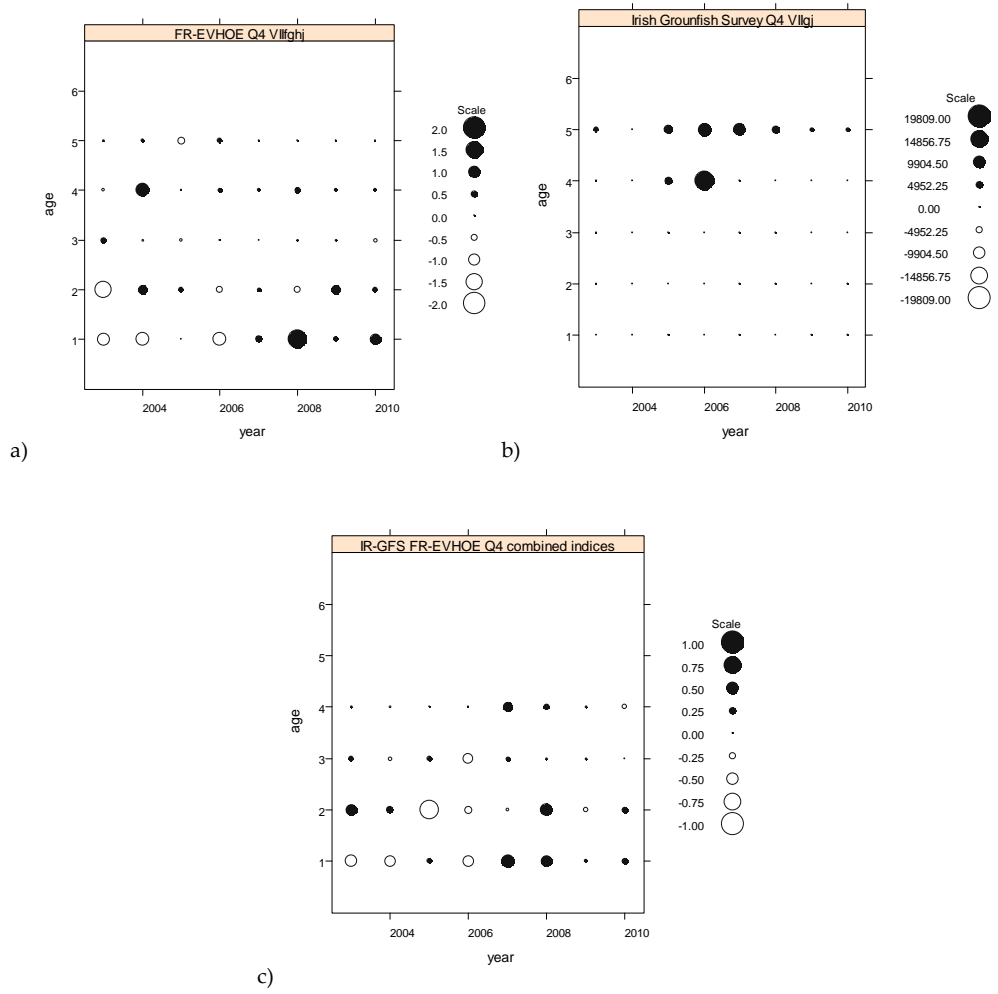 FR-EVHOE Q4 VIIfghj
age
6
5
4
3
2
1
2004 2006 2008 2010
year
Scale
2.0
1.5
1.0
0.5
0.0
-0.5
-1.0
-1.5
-2.0
a)
Irish Grounfish Survey Q4 VIIgj
age
6
5
4
3
2
1
2004 2006 2008 2010
year
Scale
19809.00
14856.75
9904.50
4952.25
0.00
-4952.25
-9904.50
-14856.75
-19809.00
b)
IR-GFS FR-EVHOE Q4 combined indices
age
6
5
4
3
2
1
2004 2006 2008 2010
year
Scale
1.00
0.75
0.50
0.25
0.00
-0.25
-0.50
-0.75
-1.00
c)